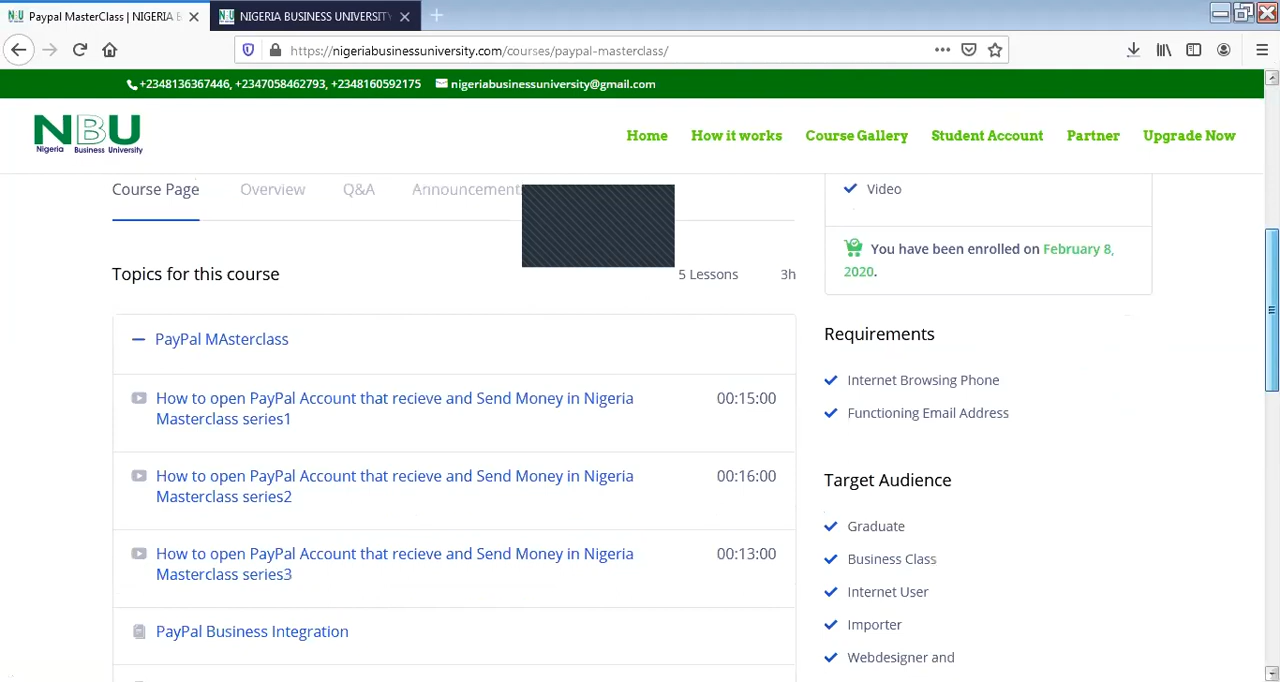 Paypal MasterClass | NIGERIA B
NIGERIA BUSINESS UNIVERSITY
https://nigeriabusinessuniversity.com/courses/paypal-masterclass/
+2348136367446, +2347058462793, +2348160592175
nigeriabusinessuniversity@gmail.com
NBU
Nigeria Business University
Home
How it works
Course Gallery
Student Account
Partner
Upgrade Now
Course Page
Overview
Q&A
Announcement
Video
You have been enrolled on February 8,
2020.
Topics for this course
5 Lessons
3h
PayPal MAsterclass
How to open PayPal Account that recieve and Send Money in Nigeria
Masterclass series1
00:15:00
How to open PayPal Account that recieve and Send Money in Nigeria
Masterclass series2
00:16:00
How to open PayPal Account that recieve and Send Money in Nigeria
Masterclass series3
00:13:00
PayPal Business Integration
Requirements
Internet Browsing Phone
Functioning Email Address
Target Audience
Graduate
Business Class
Internet User
Importer
Webdesigner and